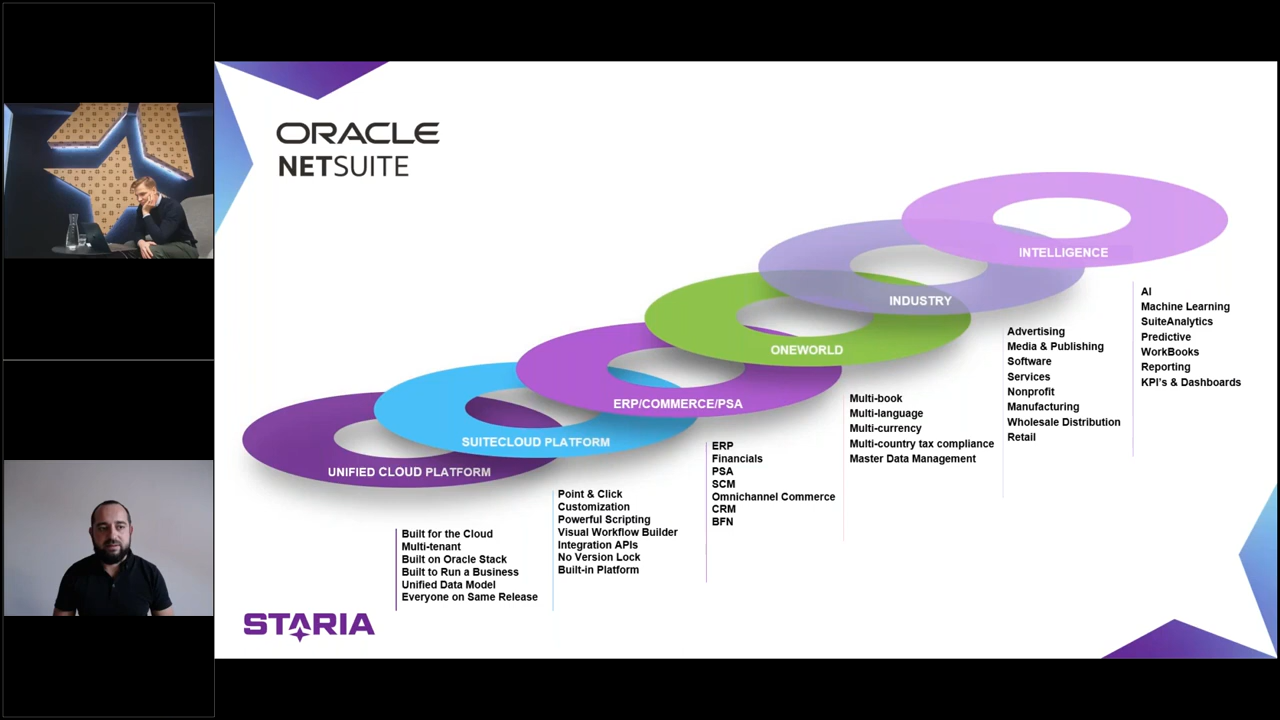 ORACLE
NETSUITE
INTELLIGENCE
INDUSTRY
ONEWORLD
ERP/COMMERCE/PSA
SUITECLOUD PLATFORM
UNIFIED CLOUD PLATFORM
Built for the Cloud
Multi-tenant
Built on Oracle Stack
Built to Run a Business
Unified Data Model
Everyone on Same Release
Point & Click
Customization
Powerful Scripting
Visual Workflow Builder
Integration APIs
No Version Lock
Built-in Platform
ERP
Financials
PSA
SCM
Omnichannel Commerce
CRM
BFN
Multi-book
Multi-language
Multi-currency
Multi-country tax compliance
Master Data Management
Advertising
Media & Publishing
Software
Services
Nonprofit
Manufacturing
Wholesale Distribution
Retail
AI
Machine Learning
SuiteAnalytics
Predictive
WorkBooks
Reporting
KPI's & Dashboards
STARIA